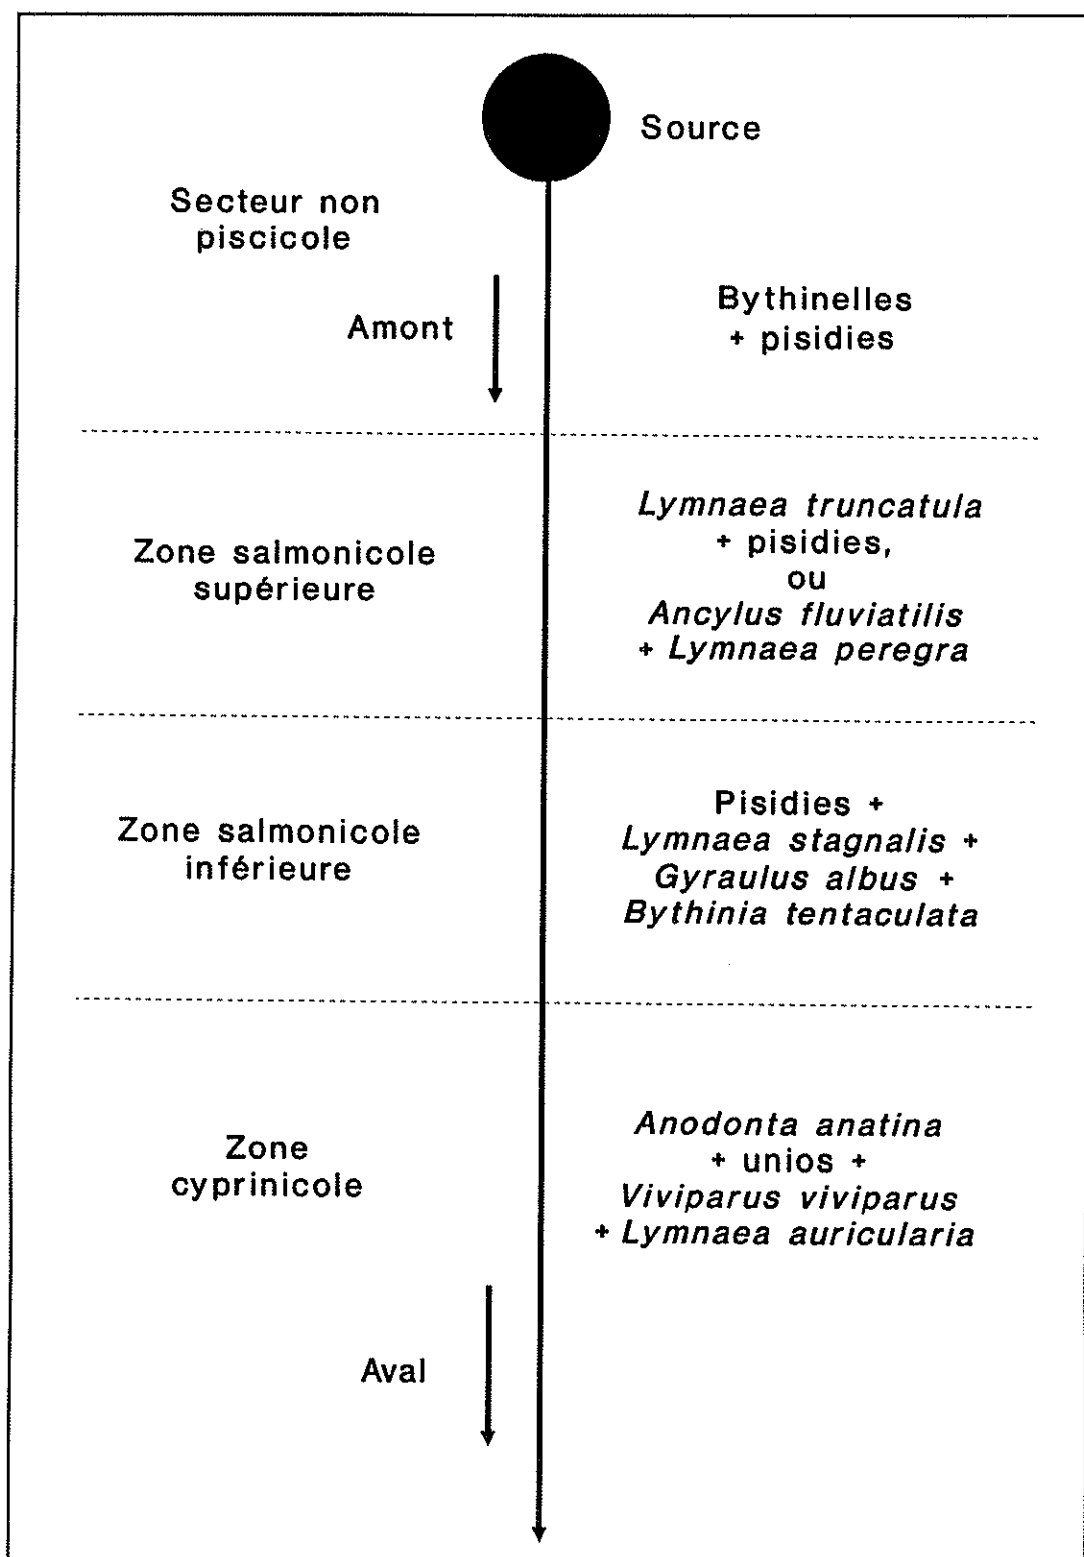 Source
Secteur non
piscicole
Amont
Bythinelles
+ pisidies
Zone salmonicole
supérieure
Lymnaea truncatula
+ pisidies,
ou
Ancylus fluviatilis
+ Lymnaea peregra
Zone salmonicole
inférieure
Pisidies +
Lymnaea stagnalis +
Gyraulus albus +
Bythinia tentaculata
Zone
cyprinicole
Anodonta anatina
+ unios +
Viviparus viviparus
+ Lymnaea auricularia
Aval